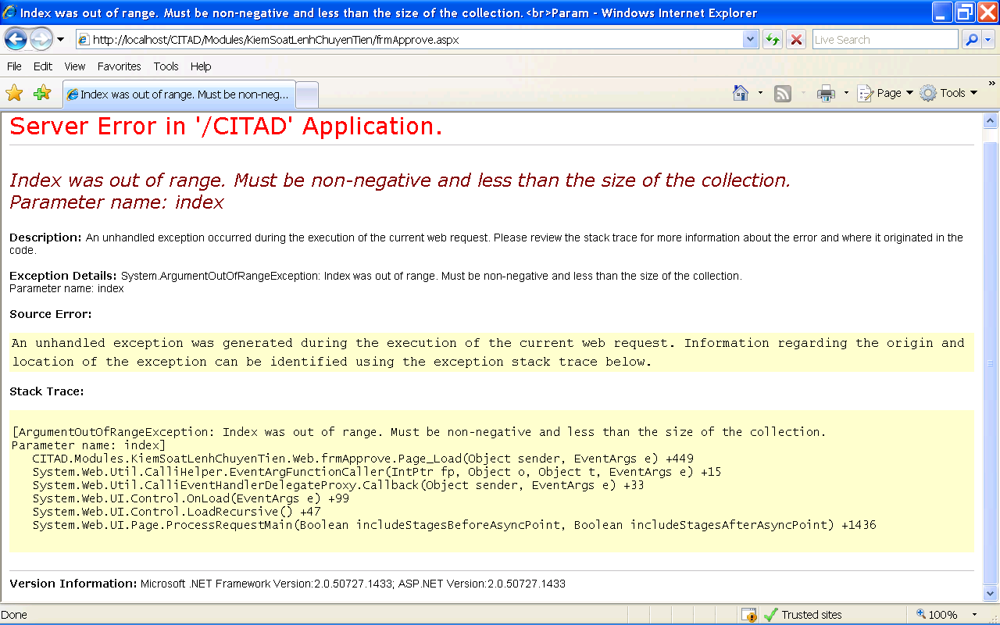 Index was out of range. Must be non-negative and less than the size of the collection.<br>Param - Windows Internet Explorer
http://localhost/CITAD/Modules/KiemSoatLenhChuyenTien/frmApprove.aspx
Live Search
File Edit View Favorites Tools Help
Index was out of range. Must be non-neg...
Page Tools
Server Error in '/CITAD' Application.
Index was out of range. Must be non-negative and less than the size of the collection.
Parameter name: index
Description: An unhandled exception occurred during the execution of the current web request. Please review the stack trace for more information about the error and where it originated in the
code.
Exception Details: System.ArgumentOutOfRangeException: Index was out of range. Must be non-negative and less than the size of the collection.
Parameter name: index
Source Error:
An unhandled exception was generated during the execution of the current web request. Information regarding the origin and
location of the exception can be identified using the exception stack trace below.
Stack Trace:
[ArgumentOutOfRangeException: Index was out of range. Must be non-negative and less than the size of the collection.
Parameter name: index]
CITAD.Modules.KiemSoatLenhChuyenTien.Web.frmApprove.Page_Load(Object sender, EventArgs e) +449
System.Web.Util.CalliHelper.EventArgFunctionCaller(IntPtr fp, Object o, Object t, EventArgs e) +15
System.Web.Util.CalliEventHandlerDelegateProxy.Callback(Object sender, EventArgs e) +33
System.Web.UI.Control.OnLoad(EventArgs e) +99
System.Web.UI.Control.LoadRecursive() +47
System.Web.UI.Page.ProcessRequestMain(Boolean includeStagesBeforeAsyncPoint, Boolean includeStagesAfterAsyncPoint) +1436
Version Information: Microsoft .NET Framework Version:2.0.50727.1433; ASP.NET Version:2.0.50727.1433
Done Trusted sites 100%